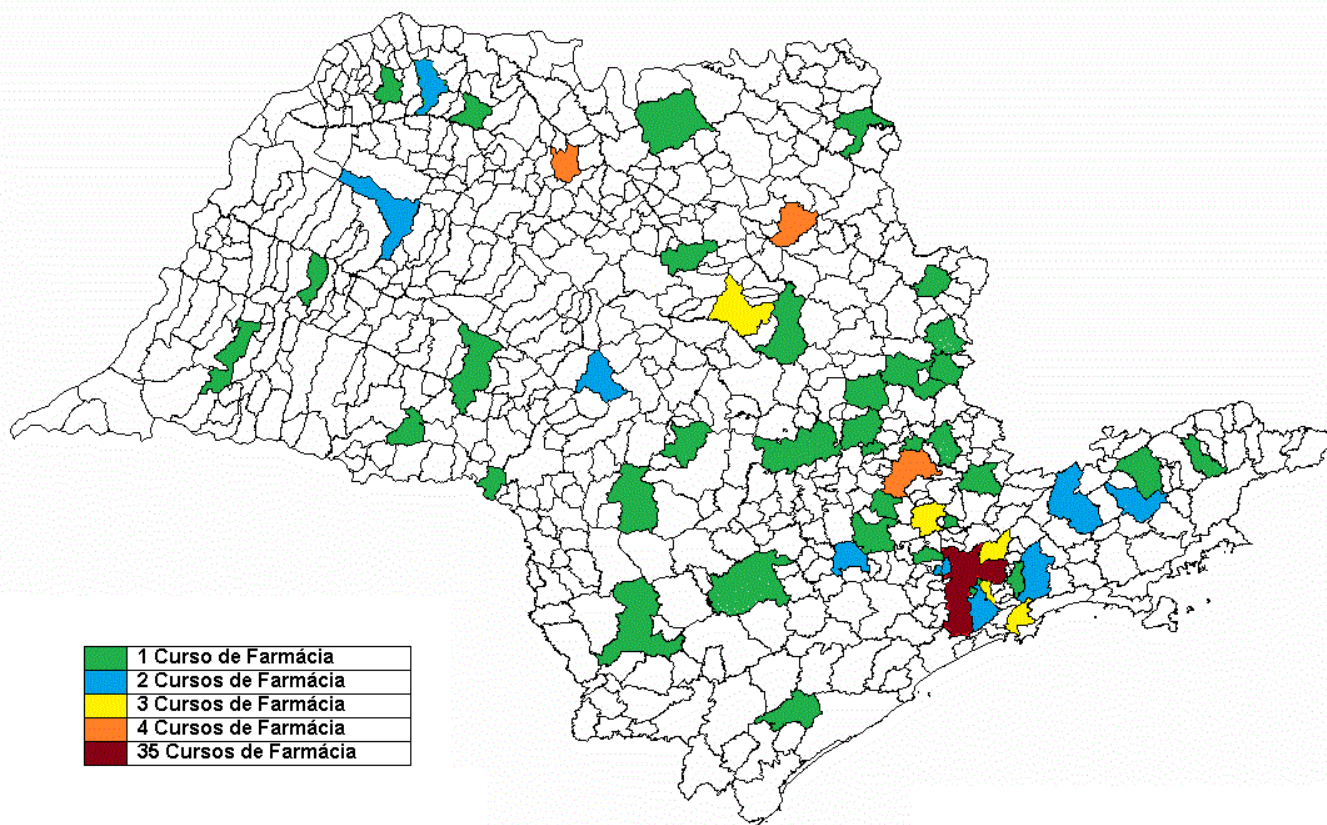 1 Curso de Farmácia
2 Cursos de Farmácia
3 Cursos de Farmácia
4 Cursos de Farmácia
35 Cursos de Farmácia